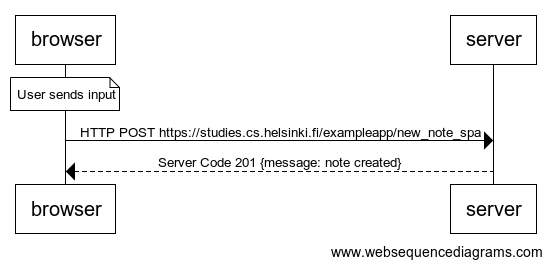 browser
server
User sends input
HTTP POST https://studies.cs.helsinki.fi/exampleapp/new_note_spa
Server Code 201 {message: note created}
browser
server
www.websequencediagrams.com